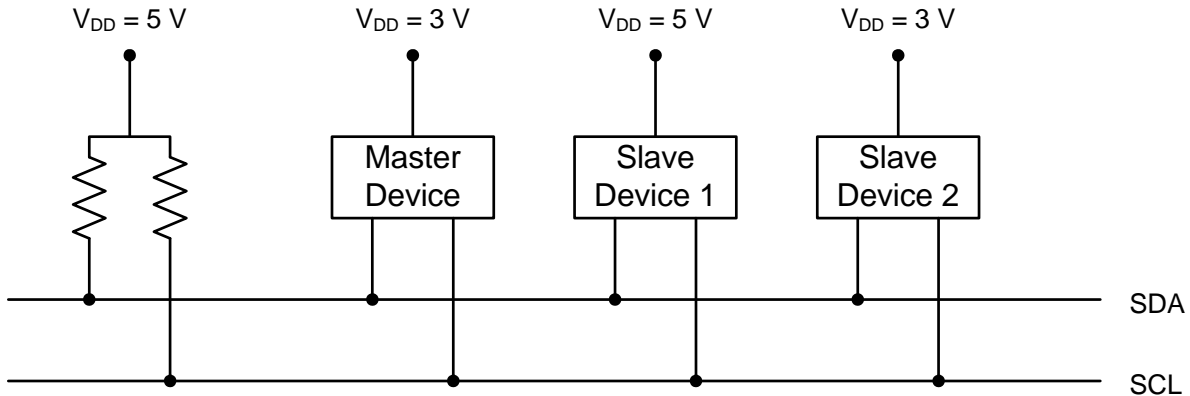 V_DD = 5 V
V_DD = 3 V
V_DD = 5 V
V_DD = 3 V
Master
Device
Slave
Device 1
Slave
Device 2
SDA
SCL